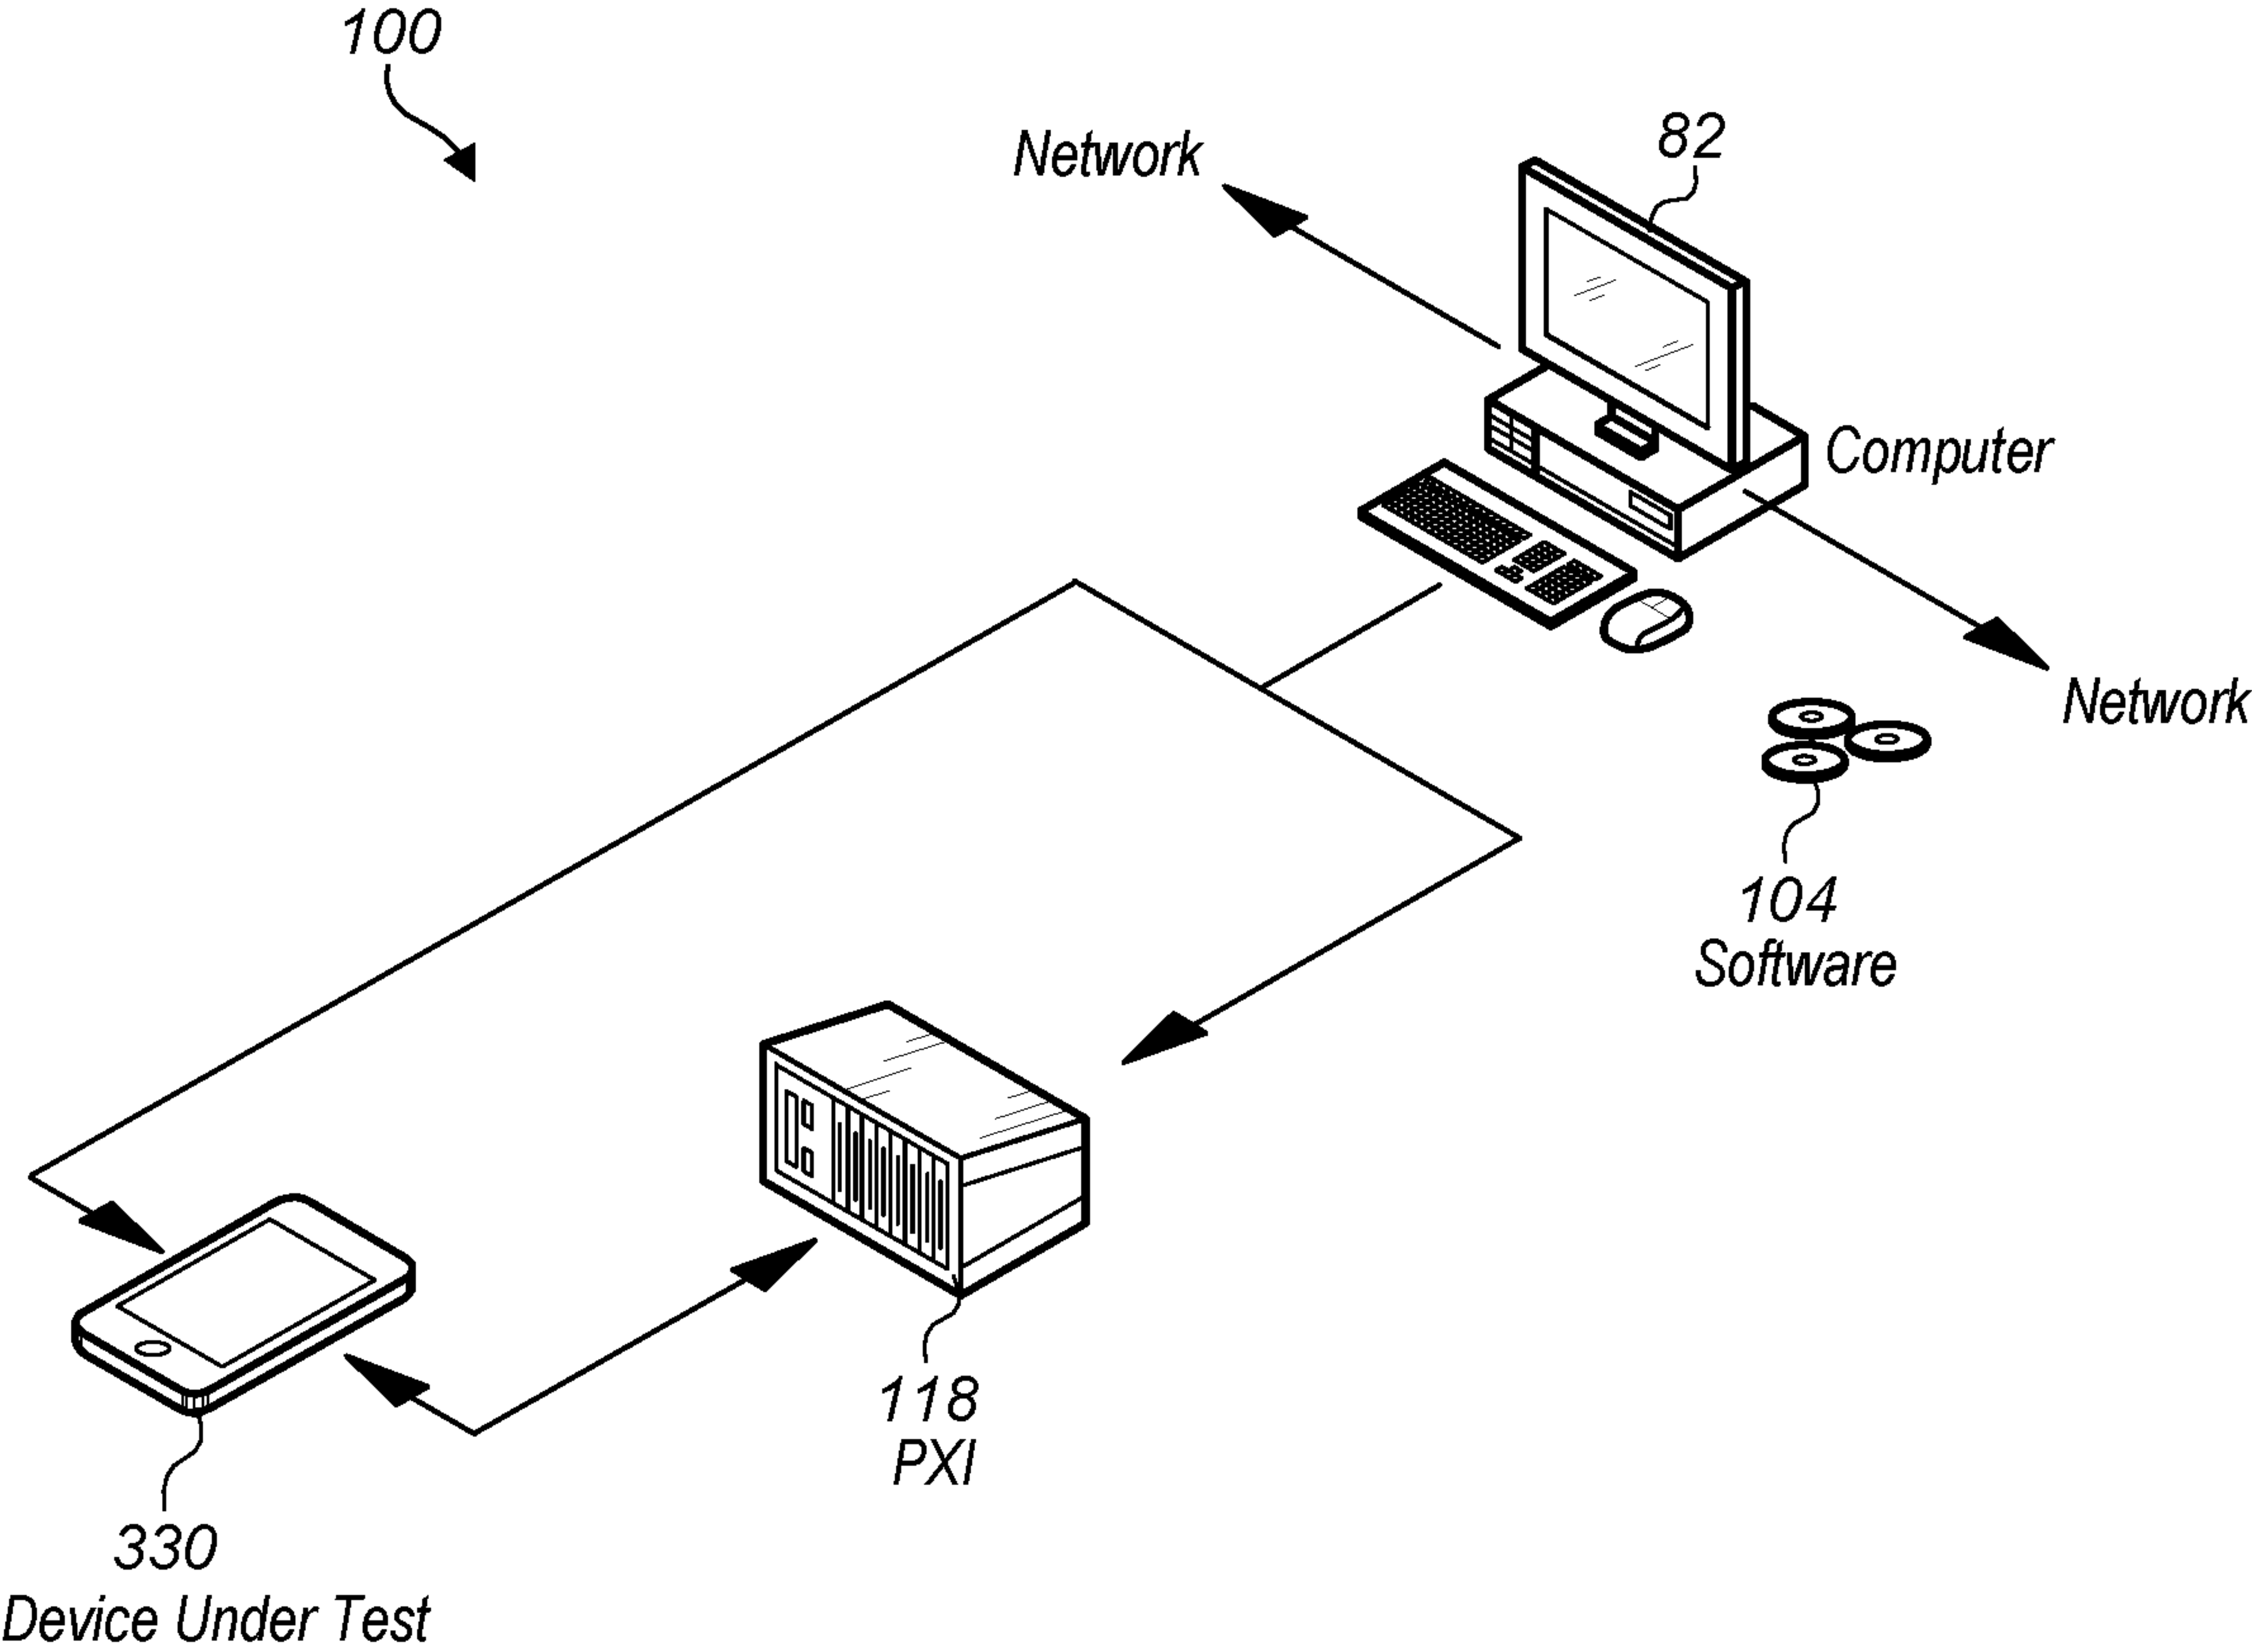 100
82
Network
Computer
Network
104
Software
118
PXI
330
Device Under Test